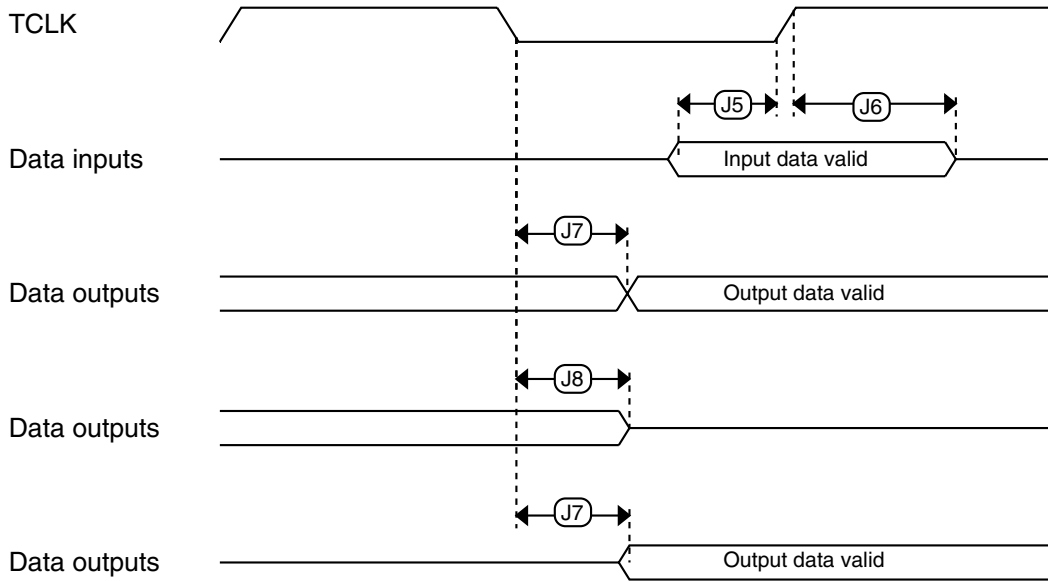 TCLK
J5
J6
Data inputs
Input data valid
J7
Data outputs
Output data valid
J8
Data outputs
J7
Data outputs
Output data valid